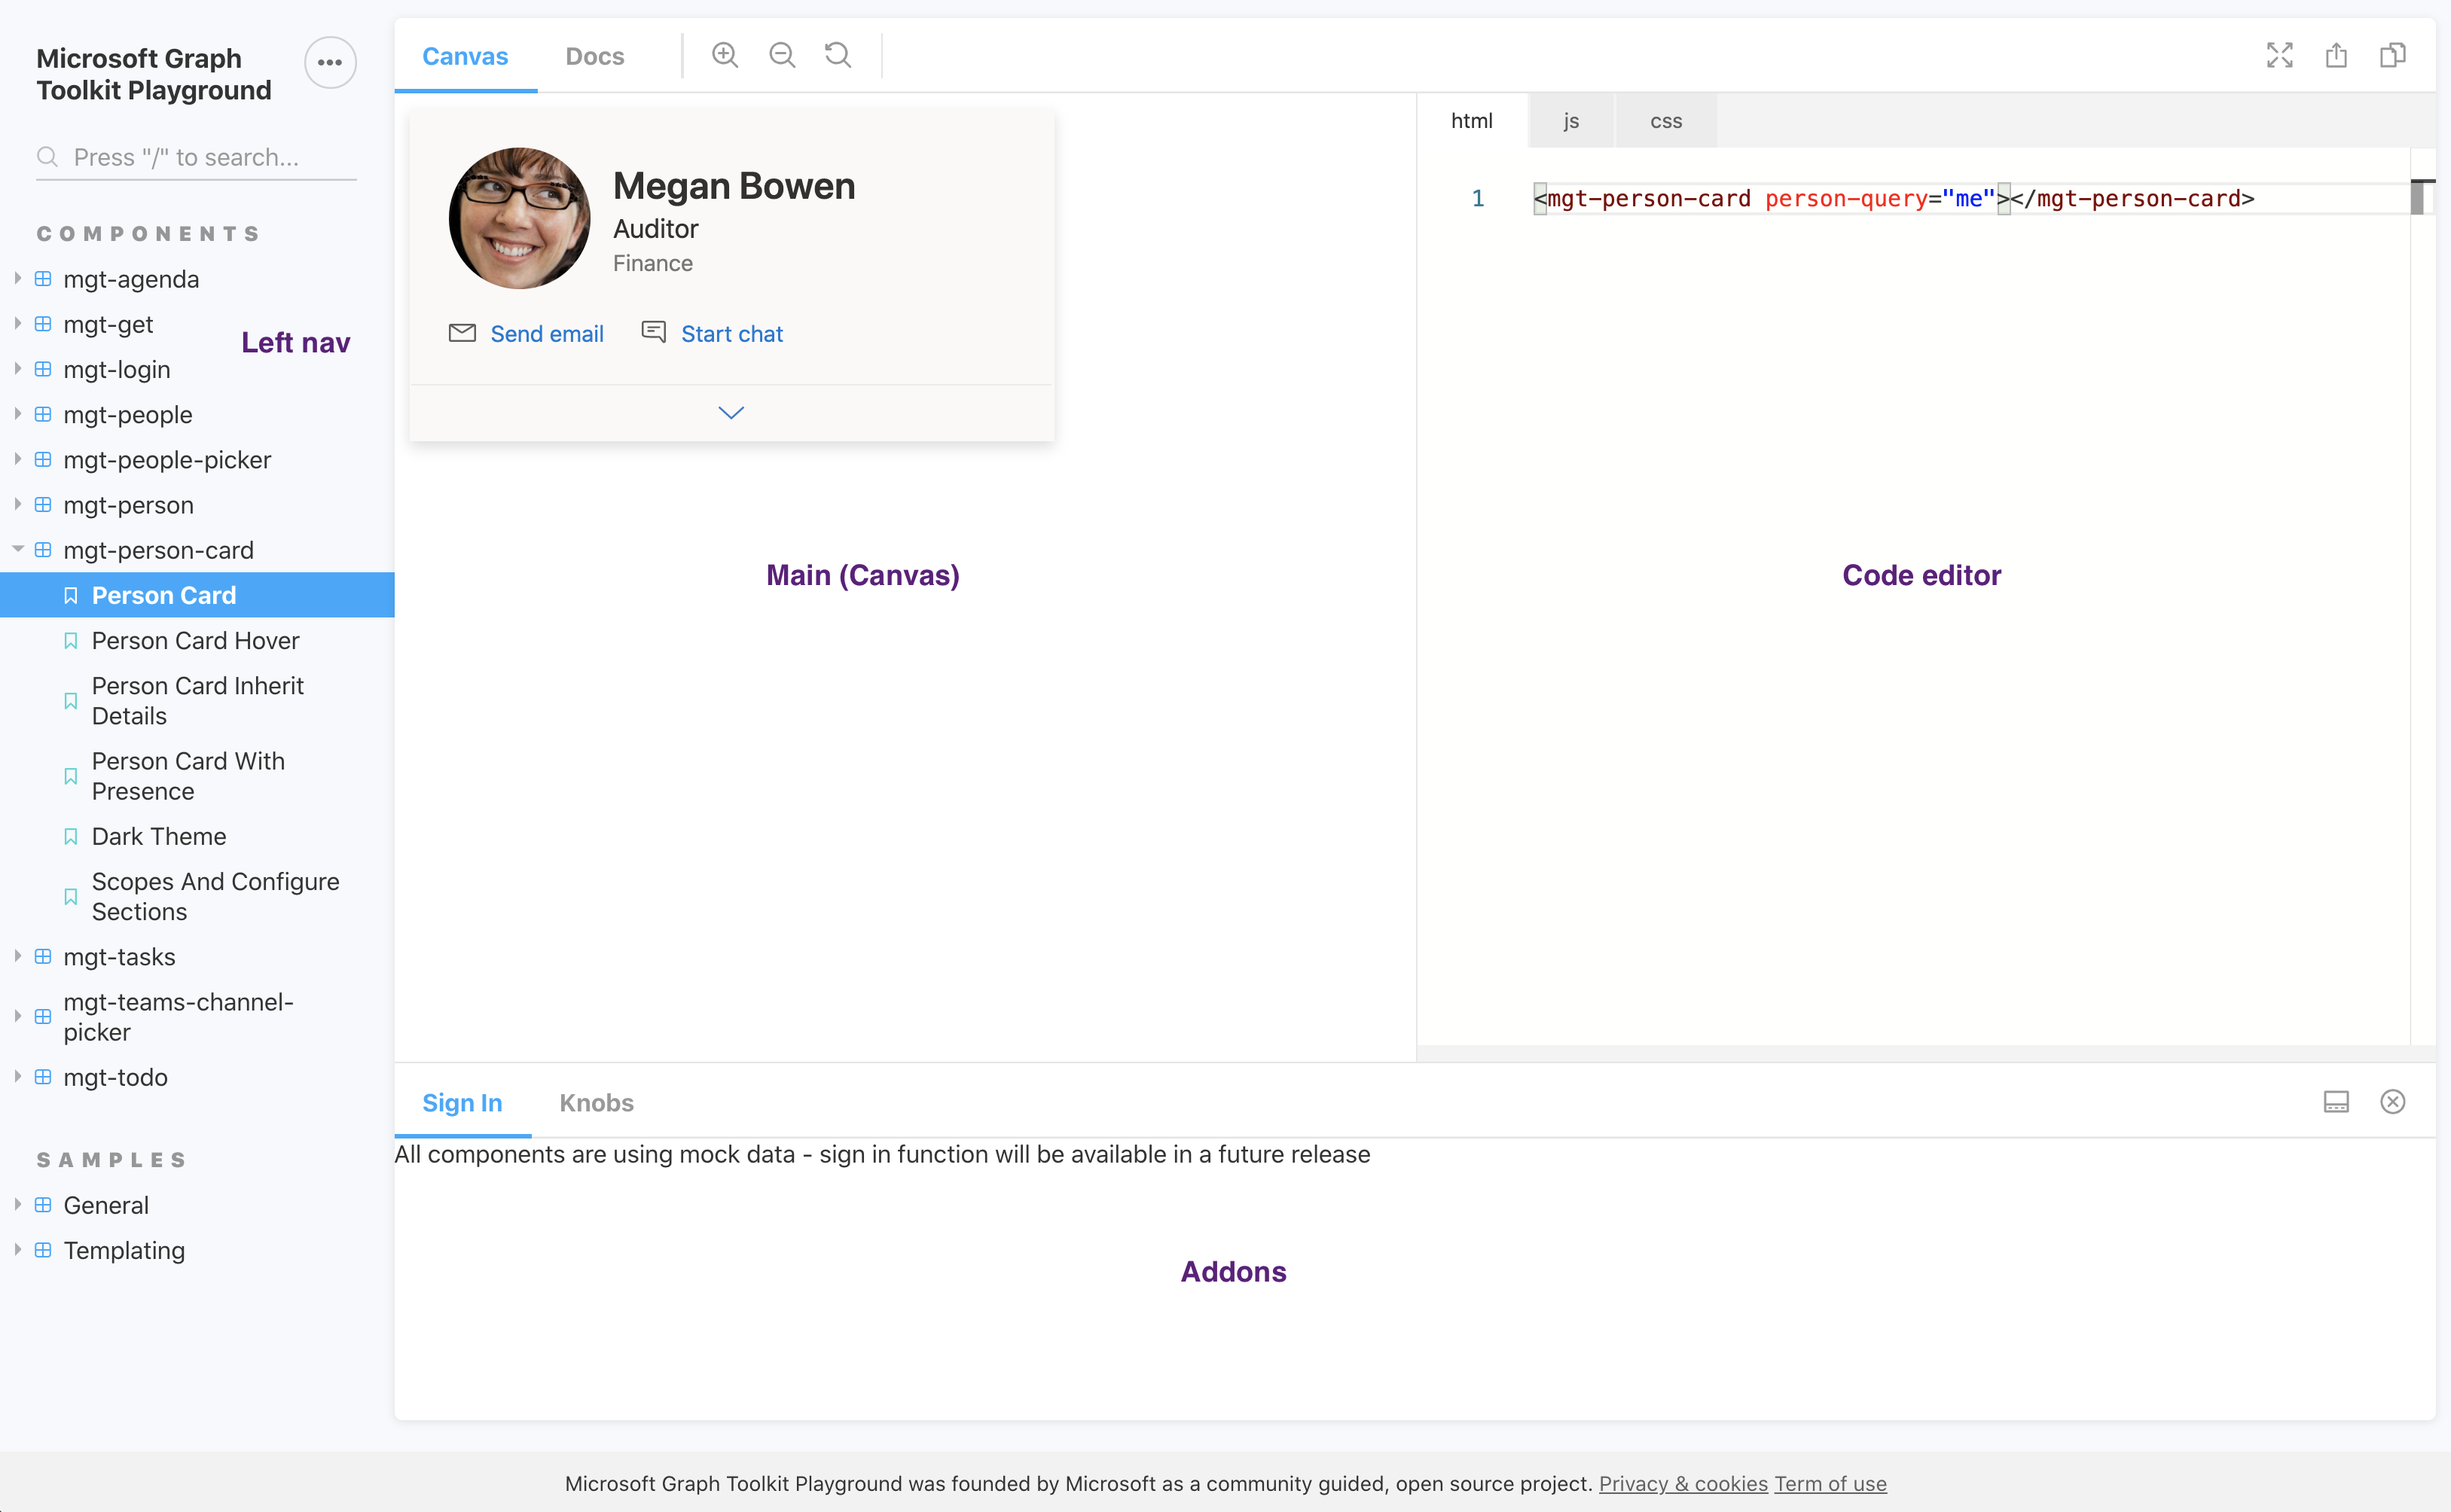 Microsoft Graph
Toolkit Playground
Press "/" to search...
COMPONENTS
mgt-agenda
mgt-get
Left nav
mgt-login
mgt-people
mgt-people-picker
mgt-person
mgt-person-card
Person Card
Person Card Hover
Person Card Inherit
Details
Person Card With
Presence
Dark Theme
Scopes And Configure
Sections
mgt-tasks
mgt-teams-channel-
picker
mgt-todo
SAMPLES
General
Templating
Canvas Docs
Megan Bowen
Auditor
Finance
Send email Start chat
Main (Canvas)
html js css
1 <mgt-person-card person-query="me"></mgt-person-card>
Code editor
Sign In Knobs
All components are using mock data - sign in function will be available in a future release
Addons
Microsoft Graph Toolkit Playground was founded by Microsoft as a community guided, open source project. Privacy & cookies Term of use